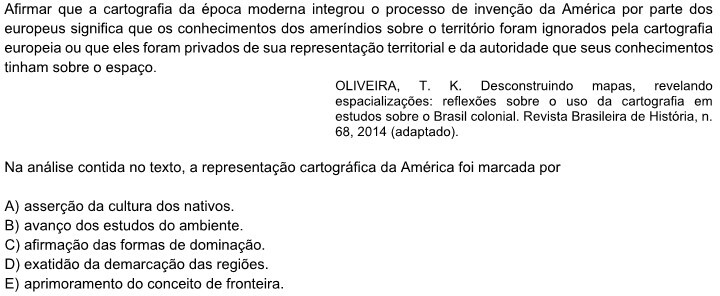 Afirmar que a cartografia da época moderna integrou o processo de invenção da América por parte dos
europeus significa que os conhecimentos dos ameríndios sobre o território foram ignorados pela cartografia
europeia ou que eles foram privados de sua representação territorial e da autoridade que seus conhecimentos
tinham sobre o espaço.
OLIVEIRA, T. K. Desconstruindo mapas, revelando
espacializações: reflexões sobre o uso da cartografia em
estudos sobre o Brasil colonial. Revista Brasileira de História, n.
68, 2014 (adaptado).
Na análise contida no texto, a representação cartográfica da América foi marcada por
A) asserção da cultura dos nativos.
B) avanço dos estudos do ambiente.
C) afirmação das formas de dominação.
D) exatidão da demarcação das regiões.
E) aprimoramento do conceito de fronteira.